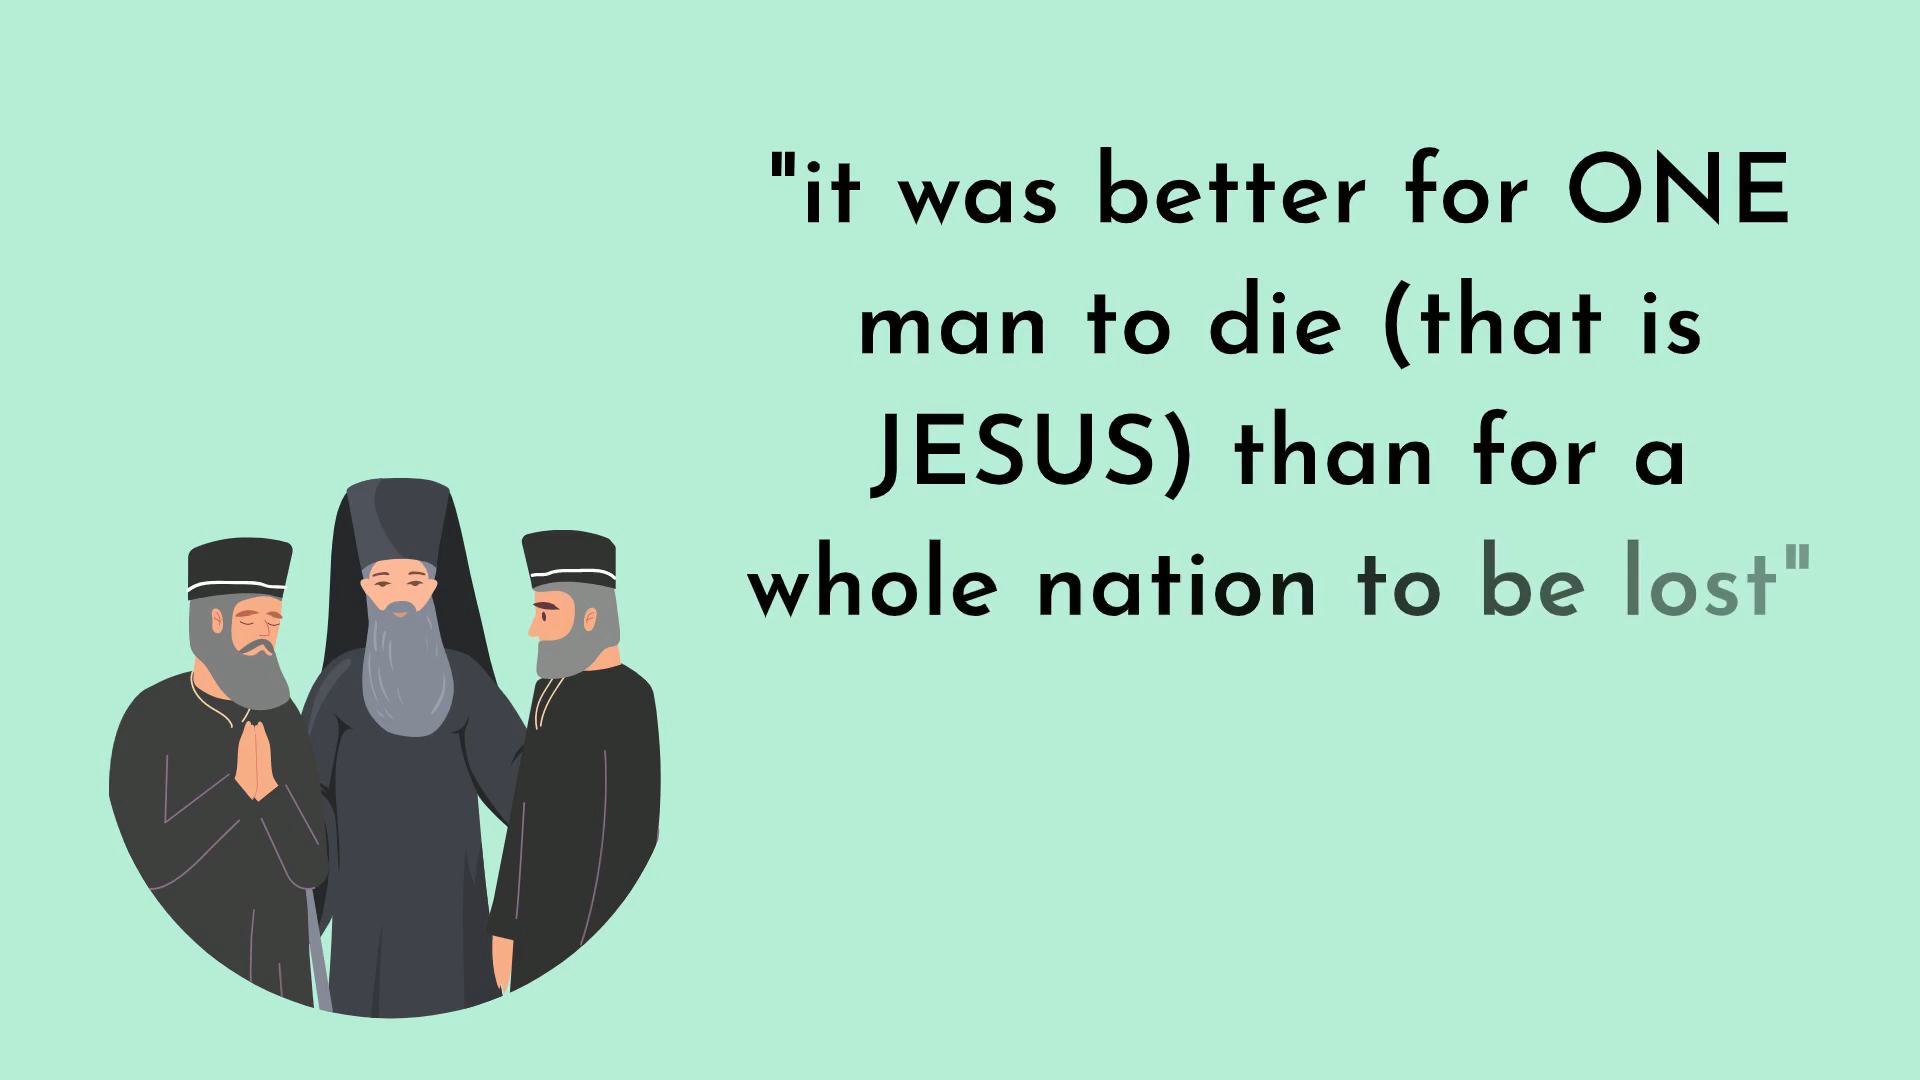 "it was better for ONE
man to die (that is
JESUS) than for a
whole nation to be lost"